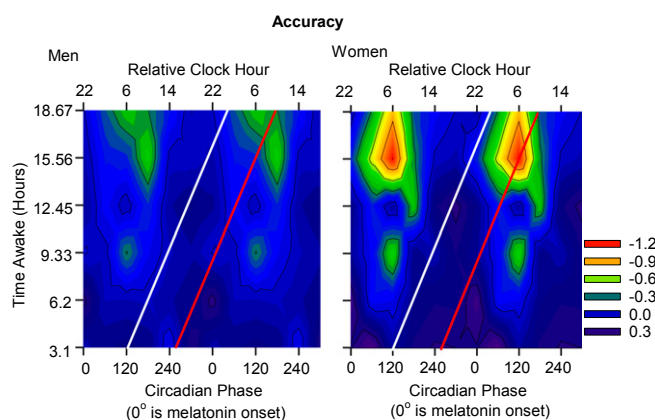 Accuracy
Men
Women
Relative Clock Hour
Relative Clock Hour
22 6 14 22 6 14
22 6 14 22 6 14
Time Awake (Hours)
18.67
15.56
12.45
9.33
6.2
3.1
-1.2
-0.9
-0.6
-0.3
0.0
0.3
0 120 240 0 120 240
0 120 240 0 120 240
Circadian Phase
(0° is melatonin onset)
Circadian Phase
(0° is melatonin onset)